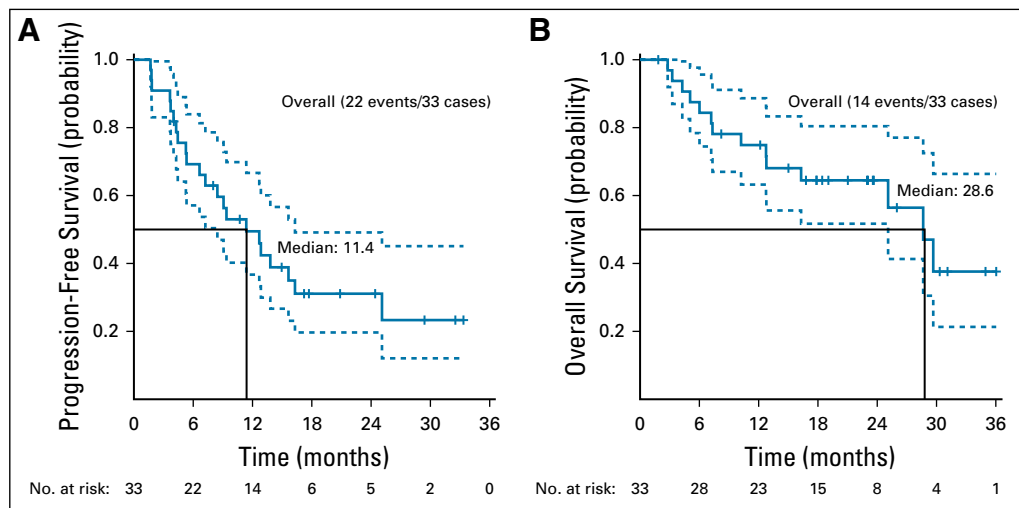 A
Progression-Free Survival (probability)
1.0
0.8
0.6
0.4
0.2
Overall (22 events/33 cases)
Median: 11.4
0 6 12 18 24 30 36
Time (months)
No. at risk: 33 22 14 6 5 2 0
B
Overall Survival (probability)
1.0
0.8
0.6
0.4
0.2
Overall (14 events/33 cases)
Median: 28.6
0 6 12 18 24 30 36
Time (months)
No. at risk: 33 28 23 15 8 4 1